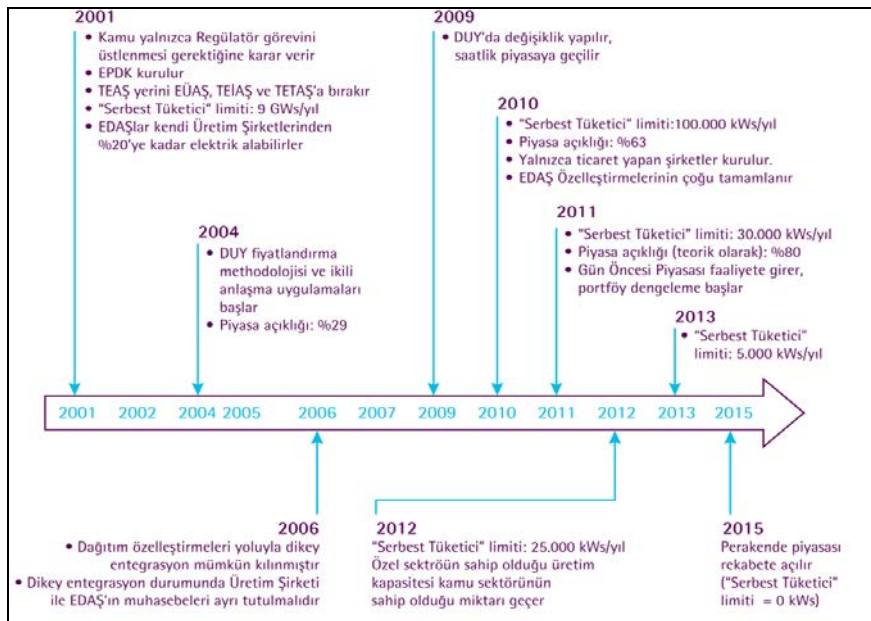 2001
• Kamu yalnızca Regülatör görevini
üstlenmesi gerektiğine karar verir
• EPDK kurulur
• TEAŞ yerini EÜAŞ, TEİAŞ ve TETAŞ'a bırakır
• "Serbest Tüketici" limiti: 9 GWs/yıl
• EDAŞlar kendi Üretim Şirketlerinden
%20'ye kadar elektrik alabilirler
2004
• DUY fiyatlandırma
methodolojisi ve ikili
anlaşma uygulamaları
başlar
• Piyasa açıklığı: %29
2009
• DUY'da değişiklik yapılır,
saatlik piyasaya geçilir
2010
• "Serbest Tüketici" limiti:100.000 kWs/yıl
• Piyasa açıklığı: %63
• Yalnızca ticaret yapan şirketler kurulur.
• EDAŞ Özelleştirmelerinin çoğu tamamlanır
2011
• "Serbest Tüketici" limiti: 30.000 kWs/yıl
• Piyasa açıklığı (teorik olarak): %80
• Gün Öncesi Piyasası faaliyete girer,
portföy dengeleme başlar
2013
• "Serbest Tüketici"
limiti: 5.000 kWs/yıl
2001 2002 2004 2005 2006 2007 2009 2010 2011 2012 2013 2015
2006
• Dağıtım özelleştirmeleri yoluyla dikey
entegrasyon mümkün kılınmıştır
• Dikey entegrasyon durumunda Üretim Şirketi
ile EDAŞ'ın muhasebeleri ayrı tutulmalıdır
2012
"Serbest Tüketici" limiti: 25.000 kWs/yıl
Özel sektröün sahip olduğu üretim
kapasitesi kamu sektörünün
sahip olduğu miktarı geçer
2015
Perakende piyasası
rekabete açılır
("Serbest Tüketici"
limiti = 0 kWs)